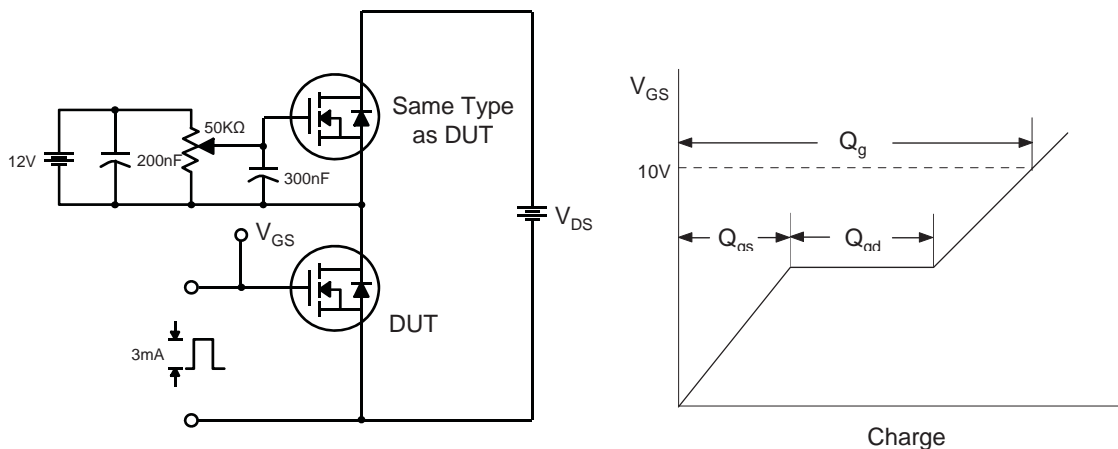 Same Type
as DUT
50KΩ
12V
200nF
300nF
V_GS
V_DS
DUT
3mA
V_GS
Q_g
10V
Q_gs
Q_gd
Charge